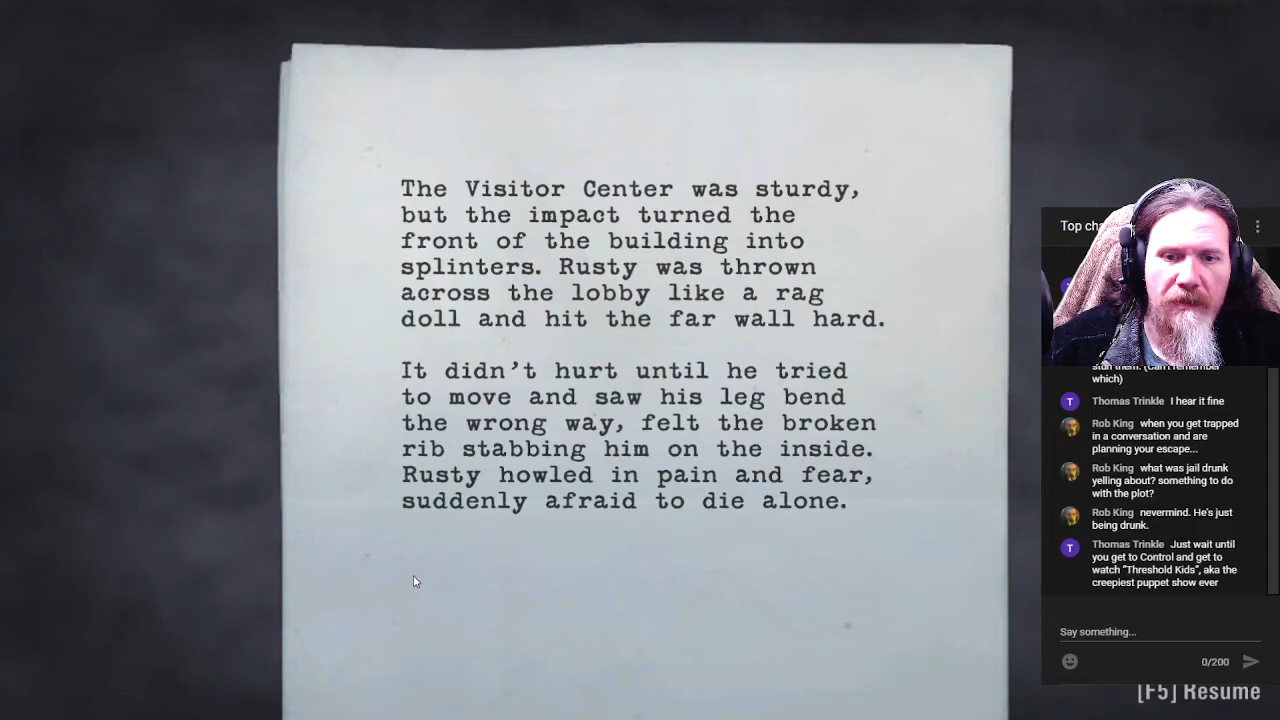 The Visitor Center was sturdy,
but the impact turned the
front of the building into
splinters. Rusty was thrown
across the lobby like a rag
doll and hit the far wall hard.
It didn't hurt until he tried
to move and saw his leg bend
the wrong way, felt the broken
rib stabbing him on the inside.
Rusty howled in pain and fear,
suddenly afraid to die alone.
Top cha
which)
T Thomas Trinkle I hear it fine
Rob King when you get trapped
in a conversation and are
planning your escape...
Rob King what was jail drunk
yelling about? something to do
with the plot?
Rob King nevermind. He's just
being drunk.
T Thomas Trinkle Just wait until
you get to Control and get to
watch "Threshold Kids", aka the
creepiest puppet show ever
Say something...
0/200
[F5] Resume